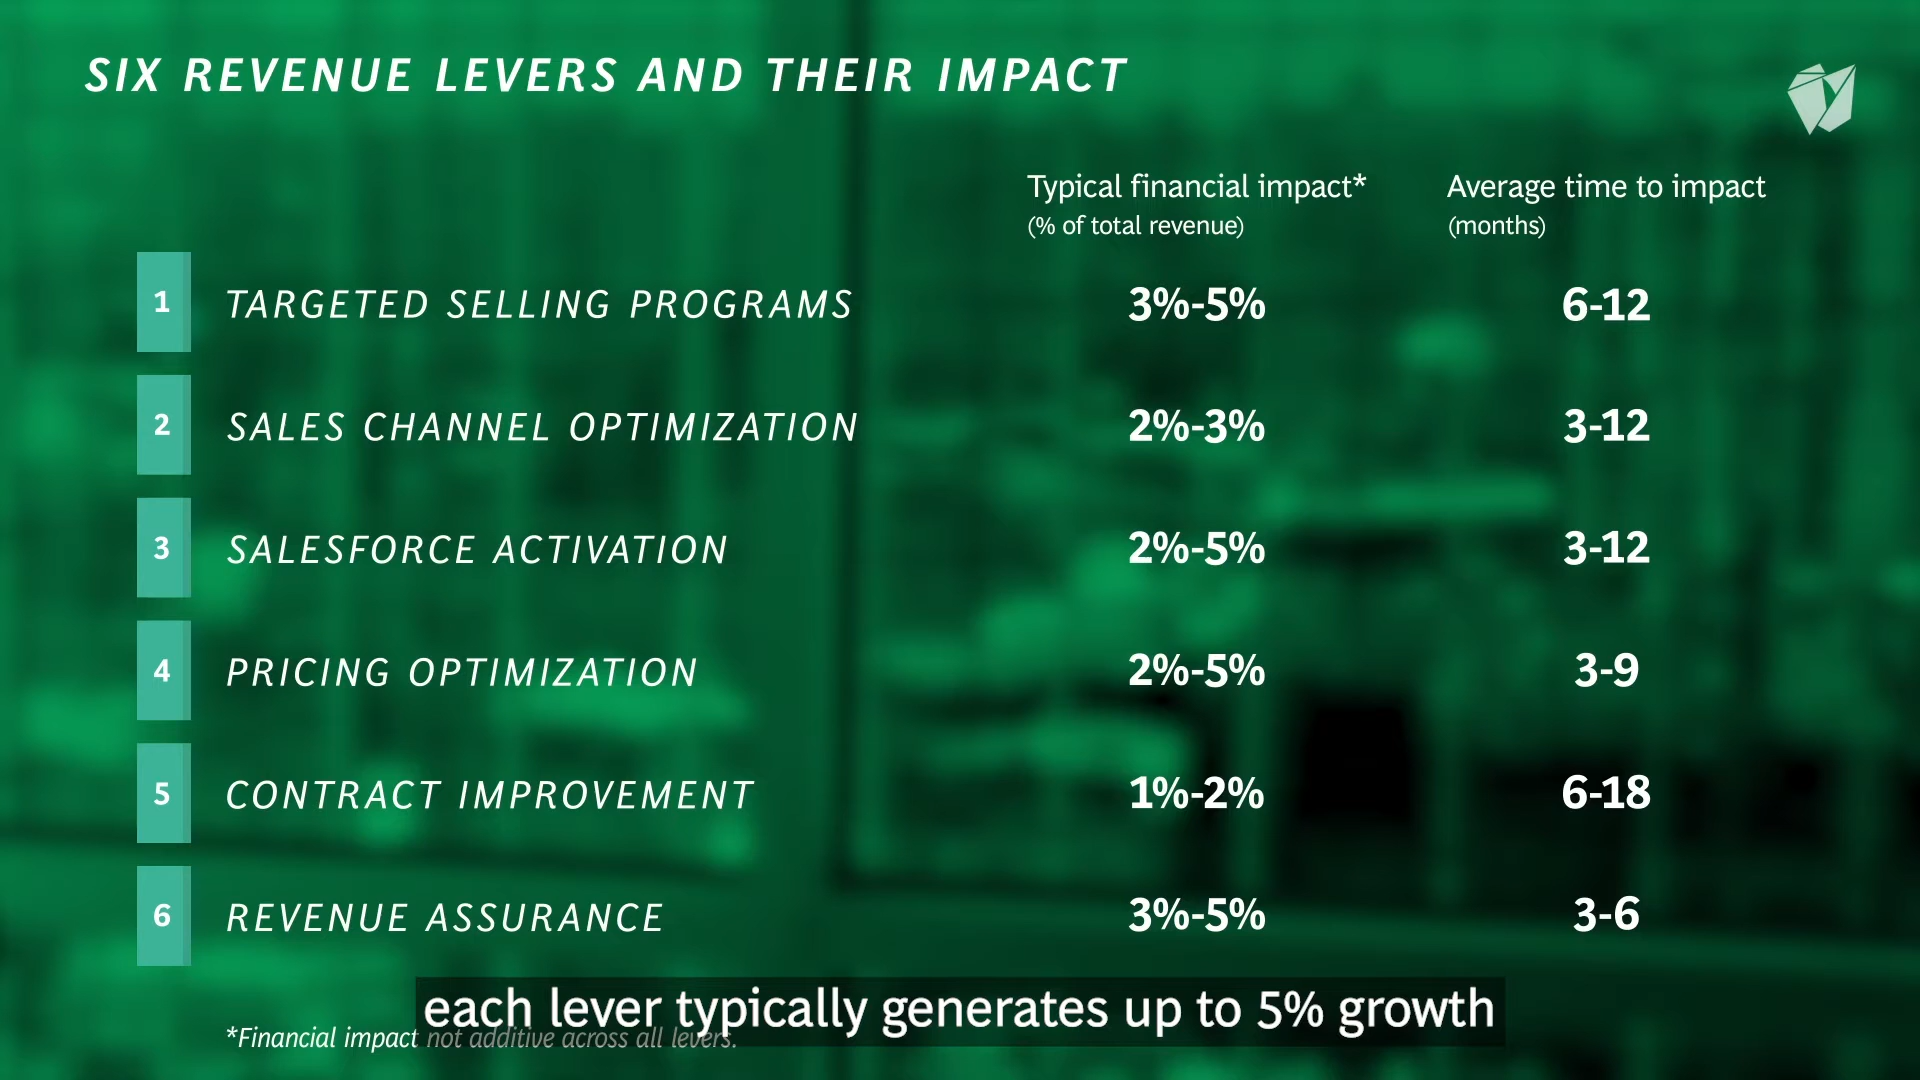 SIX REVENUE LEVERS AND THEIR IMPACT
Typical financial impact* Average time to impact
(% of total revenue) (months)
1 TARGETED SELLING PROGRAMS 3%-5% 6-12
2 SALES CHANNEL OPTIMIZATION 2%-3% 3-12
3 SALESFORCE ACTIVATION 2%-5% 3-12
4 PRICING OPTIMIZATION 2%-5% 3-9
5 CONTRACT IMPROVEMENT 1%-2% 6-18
6 REVENUE ASSURANCE 3%-5% 3-6
each lever typically generates up to 5% growth
*Financial impact not additive across all levers.